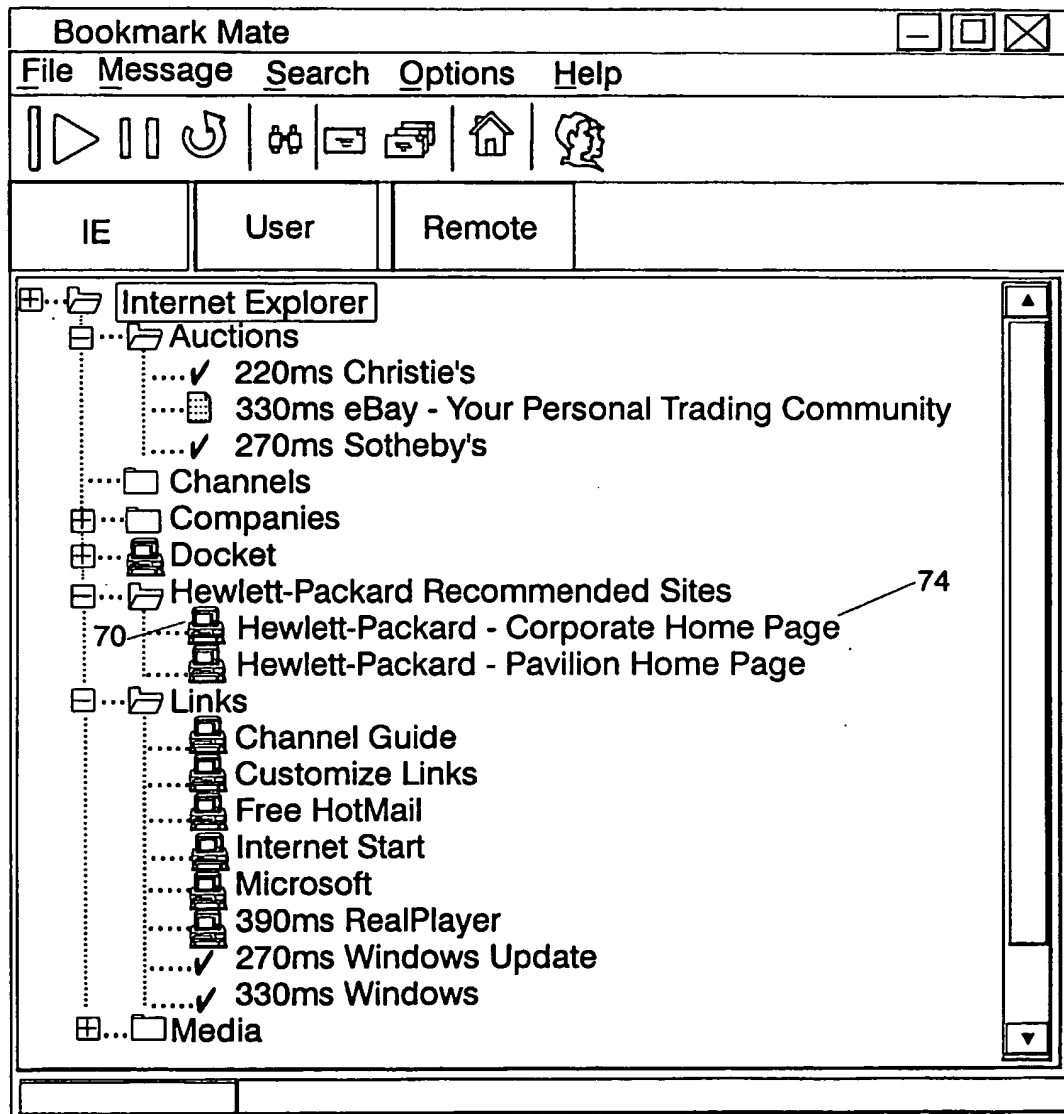 Bookmark Mate
File Message Search Options Help
IE User Remote
Internet Explorer
Auctions
220ms Christie's
330ms eBay - Your Personal Trading Community
270ms Sotheby's
Channels
Companies
Docket
Hewlett-Packard Recommended Sites
74
70 Hewlett-Packard - Corporate Home Page
Hewlett-Packard - Pavilion Home Page
Links
Channel Guide
Customize Links
Free HotMail
Internet Start
Microsoft
390ms RealPlayer
270ms Windows Update
330ms Windows
Media